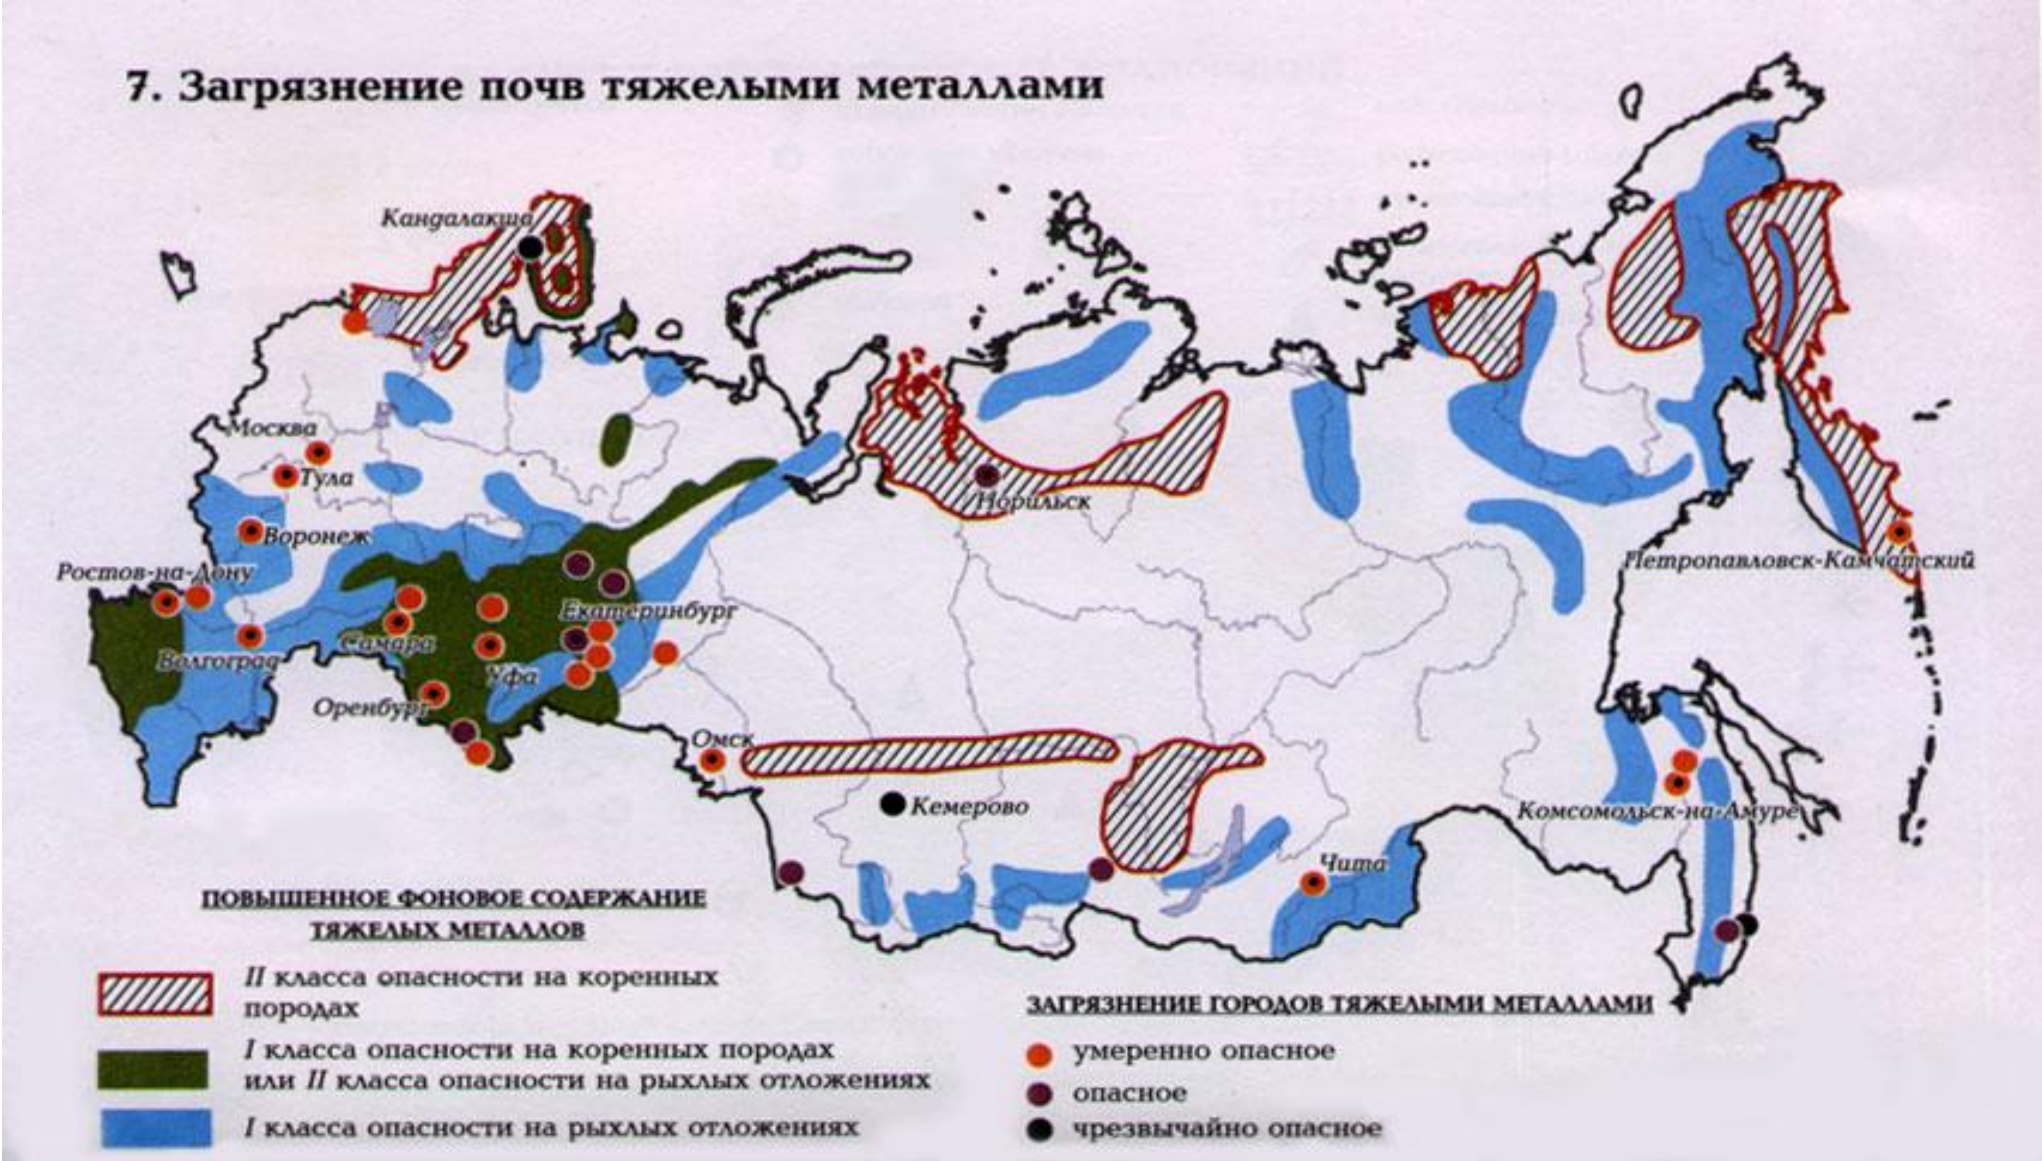 7. Загрязнение почв тяжелыми металлами
Кандалакша
Москва
Тула
Воронеж
Ростов-на-Дону
Волгоград
Самара
Оренбург
Уфа
Екатеринбург
Норильск
Петропавловск-Камчатский
Омск
Кемерово
Чита
Комсомольск-на-Амуре
ПОВЫШЕННОЕ ФОНОВОЕ СОДЕРЖАНИЕ
ТЯЖЕЛЫХ МЕТАЛЛОВ
II класса опасности на коренных
породах
I класса опасности на коренных породах
или II класса опасности на рыхлых отложениях
I класса опасности на рыхлых отложениях
ЗАГРЯЗНЕНИЕ ГОРОДОВ ТЯЖЕЛЫМИ МЕТАЛЛАМИ
умеренно опасное
опасное
чрезвычайно опасное